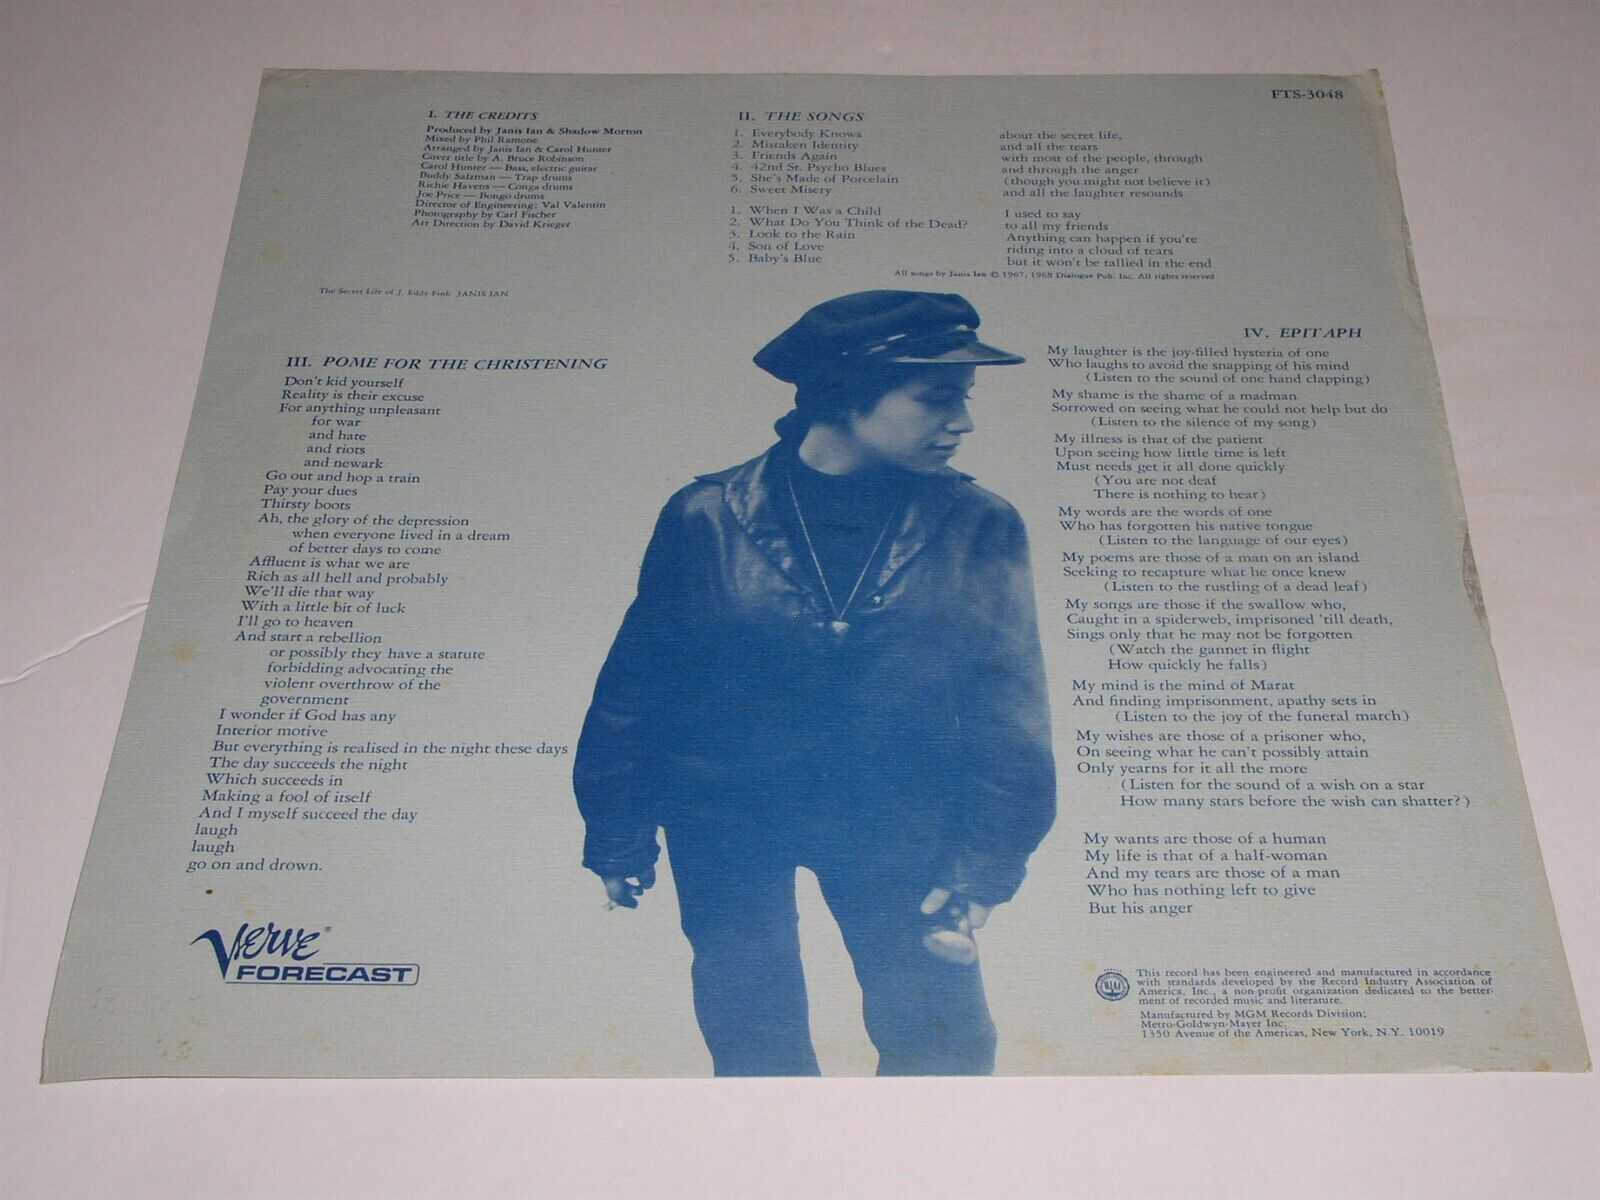 FTS-3048
I. THE CREDITS
Produced by Janis Ian & Shadow Morton
Mixed by Phil Ramone
Arranged by Janis Ian & Carol Hunter
Cover title by A. Bruce Robinson
Carol Hunter — Bass, electric guitar
Buddy Salzman — Trap drums
Richie Havens — Conga drums
Joe Price — Bongo drums
Director of Engineering: Val Valentin
Photography by Carl Fischer
Art Direction by David Krieger
II. THE SONGS
1. Everybody Knows
2. Mistaken Identity
3. Friends Again
4. 42nd St. Psycho Blues
5. She's Made of Porcelain
6. Sweet Misery
1. When I Was a Child
2. What Do You Think of the Dead?
3. Look to the Rain
4. Son of Love
5. Baby's Blue
about the secret life,
and all the tears
with most of the people, through
and through the anger
(though you might not believe it)
and all the laughter resounds
I used to say
to all my friends
Anything can happen if you're
riding into a cloud of tears
but it won't be tallied in the end
All songs by Janis Ian © 1967, 1968 Dialogue Pub. Inc. All rights reserved
The Secret Life of J. Eddy Fink JANIS IAN
III. POME FOR THE CHRISTENING
Don't kid yourself
Reality is their excuse
For anything unpleasant
for war
and hate
and riots
and newark
Go out and hop a train
Pay your dues
Thirsty boots
Ah, the glory of the depression
when everyone lived in a dream
of better days to come
Affluent is what we are
Rich as all hell and probably
We'll die that way
With a little bit of luck
I'll go to heaven
And start a rebellion
or possibly they have a statute
forbidding advocating the
violent overthrow of the
government
I wonder if God has any
Interior motive
But everything is realised in the night these days
The day succeeds the night
Which succeeds in
Making a fool of itself
And I myself succeed the day
laugh
laugh
go on and drown.
IV. EPITAPH
My laughter is the joy-filled hysteria of one
Who laughs to avoid the snapping of his mind
(Listen to the sound of one hand clapping)
My shame is the shame of a madman
Sorrowed on seeing what he could not help but do
(Listen to the silence of my song)
My illness is that of the patient
Upon seeing how little time is left
Must needs get it all done quickly
(You are not deaf
There is nothing to hear)
My words are the words of one
Who has forgotten his native tongue
(Listen to the language of our eyes)
My poems are those of a man on an island
Seeking to recapture what he once knew
(Listen to the rustling of a dead leaf)
My songs are those if the swallow who,
Caught in a spiderweb, imprisoned 'till death,
Sings only that he may not be forgotten
(Watch the gannet in flight
How quickly he falls)
My mind is the mind of Marat
And finding imprisonment, apathy sets in
(Listen to the joy of the funeral march)
My wishes are those of a prisoner who,
On seeing what he can't possibly attain
Only yearns for it all the more
(Listen for the sound of a wish on a star
How many stars before the wish can shatter?)
My wants are those of a human
My life is that of a half-woman
And my tears are those of a man
Who has nothing left to give
But his anger
Verve®
FORECAST
This record has been engineered and manufactured in accordance
with standards developed by the Record Industry Association of
America, Inc., a non-profit organization dedicated to the better-
ment of recorded music and literature.
Manufactured by MGM Records Division;
Metro-Goldwyn-Mayer Inc.
1350 Avenue of the Americas, New York, N.Y. 10019